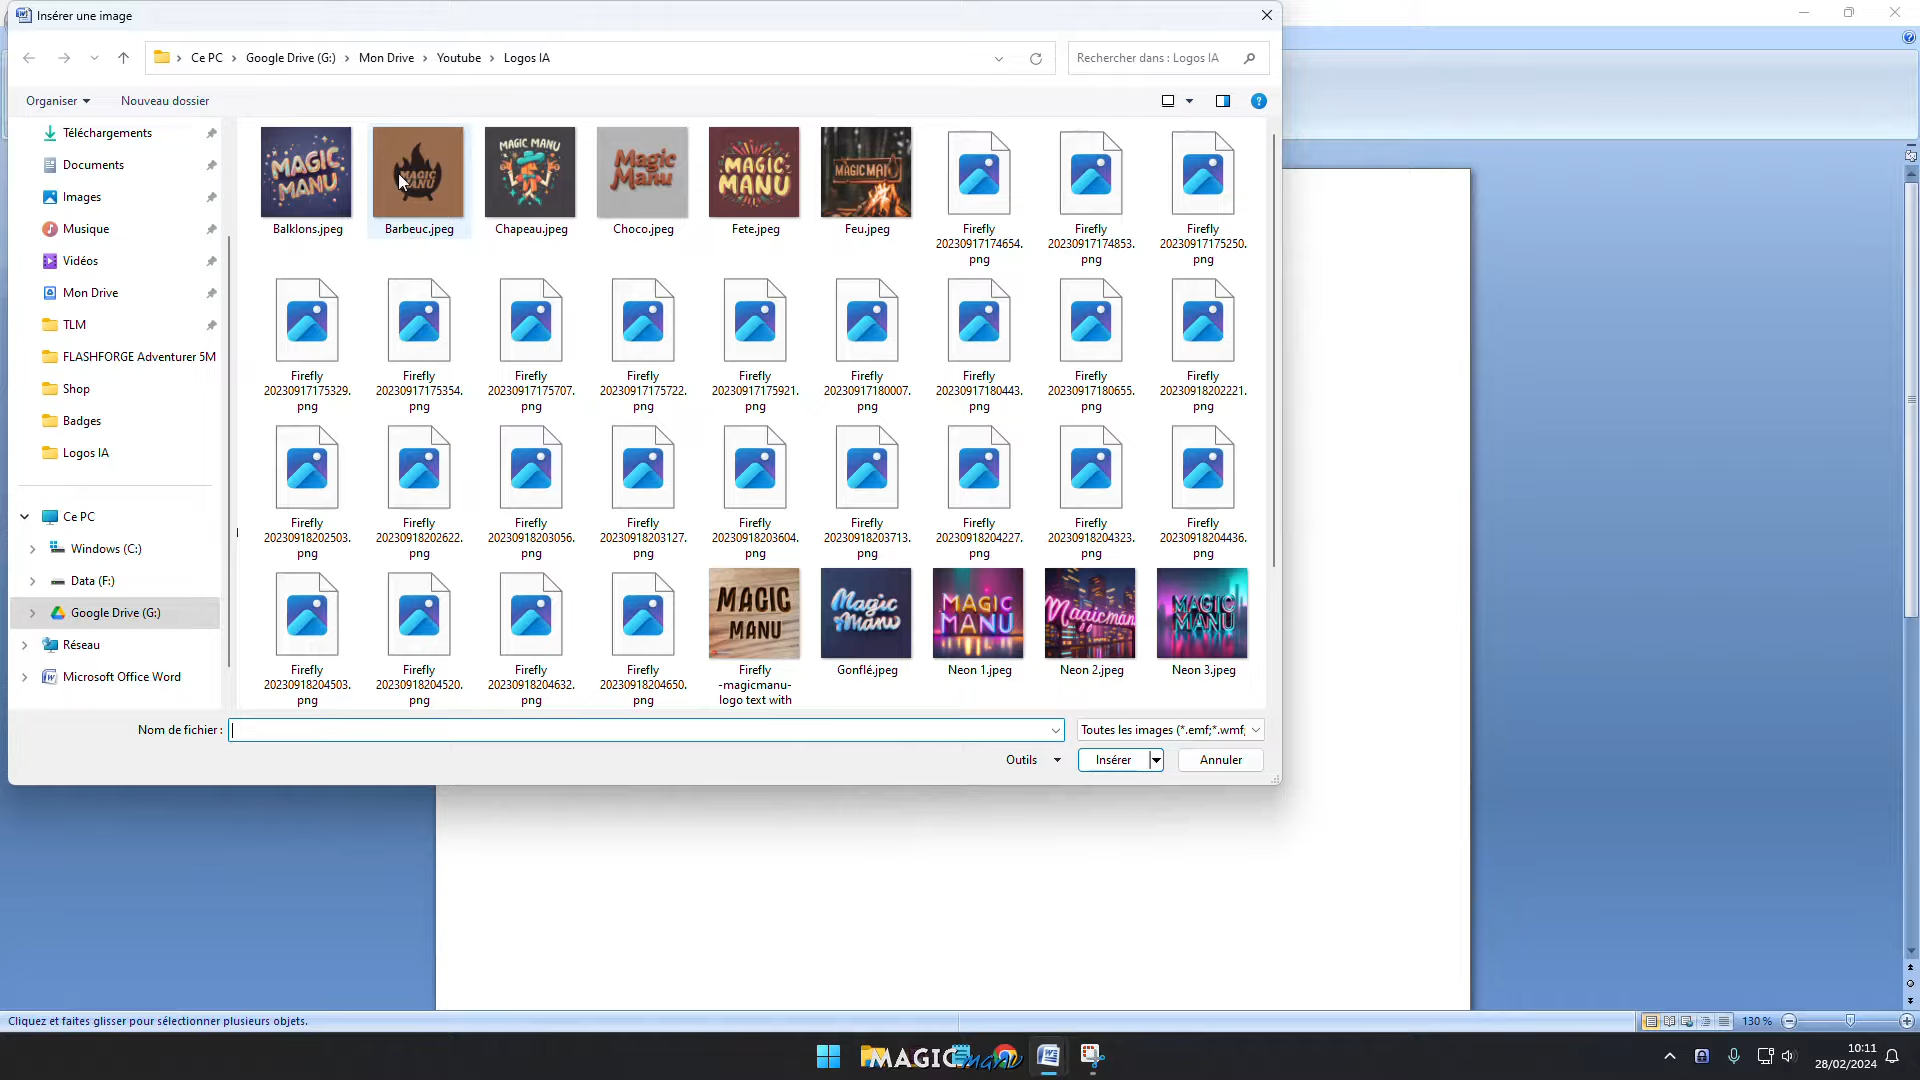 Insérer une image
Ce PC > Google Drive (G:) > Mon Drive > Youtube > Logos IA
Rechercher dans : Logos IA
Organiser
Nouveau dossier
Téléchargements
Documents
Images
Musique
Vidéos
Mon Drive
TLM
FLASHFORGE Adventurer 5M
Shop
Badges
Logos IA
Ce PC
Windows (C:)
Data (F:)
Google Drive (G:)
Réseau
Microsoft Office Word
MAGIC
MANU
MAGIC
MANU
MAGIC MANU
Magic
Manu
MAGIC
MANU
Balklons.jpeg
Barbeuc.jpeg
Chapeau.jpeg
Choco.jpeg
Fete.jpeg
Feu.jpeg
Firefly
20230917174654.
png
Firefly
20230917174853.
png
Firefly
20230917175250.
png
Firefly
20230917175329.
png
Firefly
20230917175354.
png
Firefly
20230917175707.
png
Firefly
20230917175722.
png
Firefly
20230917175921.
png
Firefly
20230917180007.
png
Firefly
20230917180443.
png
Firefly
20230917180655.
png
Firefly
20230918202221.
png
Firefly
20230918202503.
png
Firefly
20230918202622.
png
Firefly
20230918203056.
png
Firefly
20230918203127.
png
Firefly
20230918203604.
png
Firefly
20230918203713.
png
Firefly
20230918204227.
png
Firefly
20230918204323.
png
Firefly
20230918204436.
png
Firefly
20230918204503.
png
Firefly
20230918204520.
png
Firefly
20230918204632.
png
Firefly
20230918204650.
png
MAGIC
MANU
Firefly
-magicmanu-
logo text with
Magic
Manu
Gonflé.jpeg
MAGIC
MANU
Neon 1.jpeg
Magicman
Neon 2.jpeg
MAGIC
MANU
Neon 3.jpeg
Nom de fichier :
Toutes les images (*.emf;*.wmf,
Outils
Insérer
Annuler
Cliquez et faites glisser pour sélectionner plusieurs objets.
130 %
MAGIC manu
10:11
28/02/2024